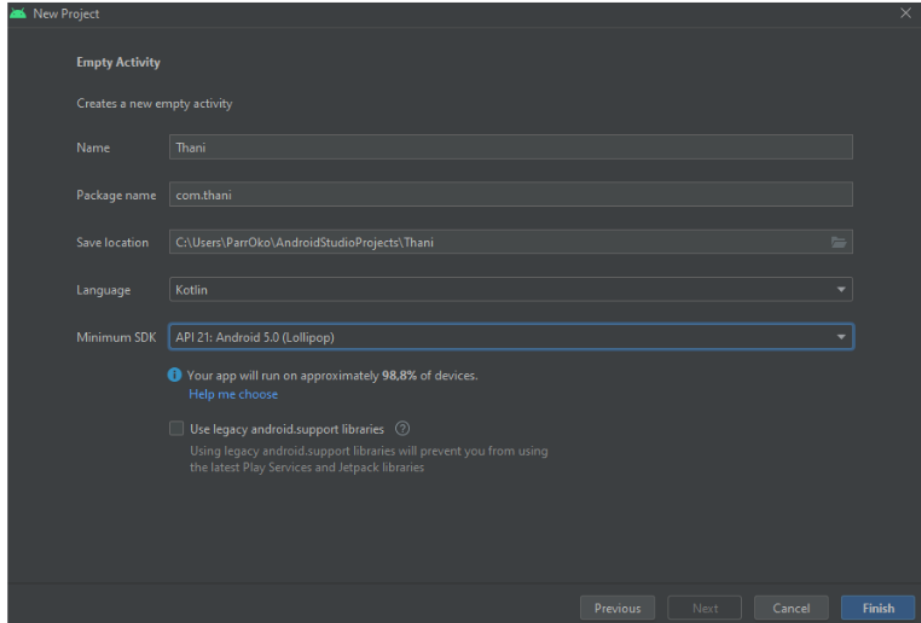 New Project
Empty Activity
Creates a new empty activity
Name Thani
Package name com.thani
Save location C:\Users\ParrOko\AndroidStudioProjects\Thani
Language Kotlin
Minimum SDK API 21: Android 5.0 (Lollipop)
Your app will run on approximately 98,8% of devices.
Help me choose
Use legacy android.support libraries
Using legacy android.support libraries will prevent you from using
the latest Play Services and Jetpack libraries
Previous Next Cancel Finish